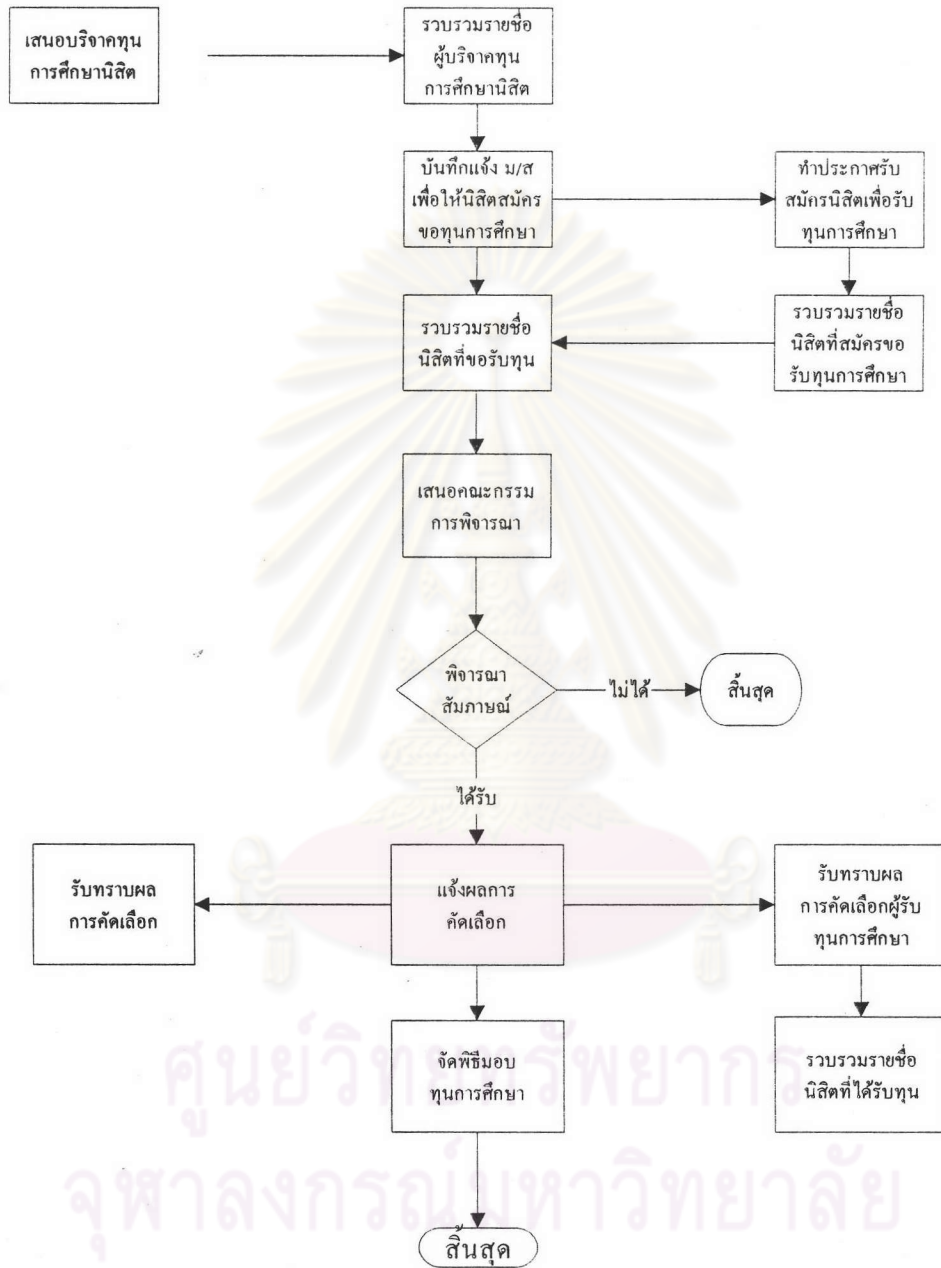 เสนอบริจาคทุน
การศึกษานิสิต
รวบรวมรายชื่อ
ผู้บริจาคทุน
การศึกษานิสิต
บันทึกแจ้ง ม/ส
เพื่อให้นิสิตสมัคร
ขอทุนการศึกษา
ทำประกาศรับ
สมัครนิสิตเพื่อรับ
ทุนการศึกษา
รวบรวมรายชื่อ
นิสิตที่ขอรับทุน
รวบรวมรายชื่อ
นิสิตที่สมัครขอ
รับทุนการศึกษา
เสนอคณะกรรม
การพิจารณา
พิจารณา
สัมภาษณ์
ไม่ได้
สิ้นสุด
ได้รับ
รับทราบผล
การคัดเลือก
แจ้งผลการ
คัดเลือก
รับทราบผล
การคัดเลือกผู้รับ
ทุนการศึกษา
จัดพิธีมอบ
ทุนการศึกษา
รวบรวมรายชื่อ
นิสิตที่ได้รับทุน
ศูนย์วิทยทรัพยากร
จุฬาลงกรณ์มหาวิทยาลัย
สิ้นสุด